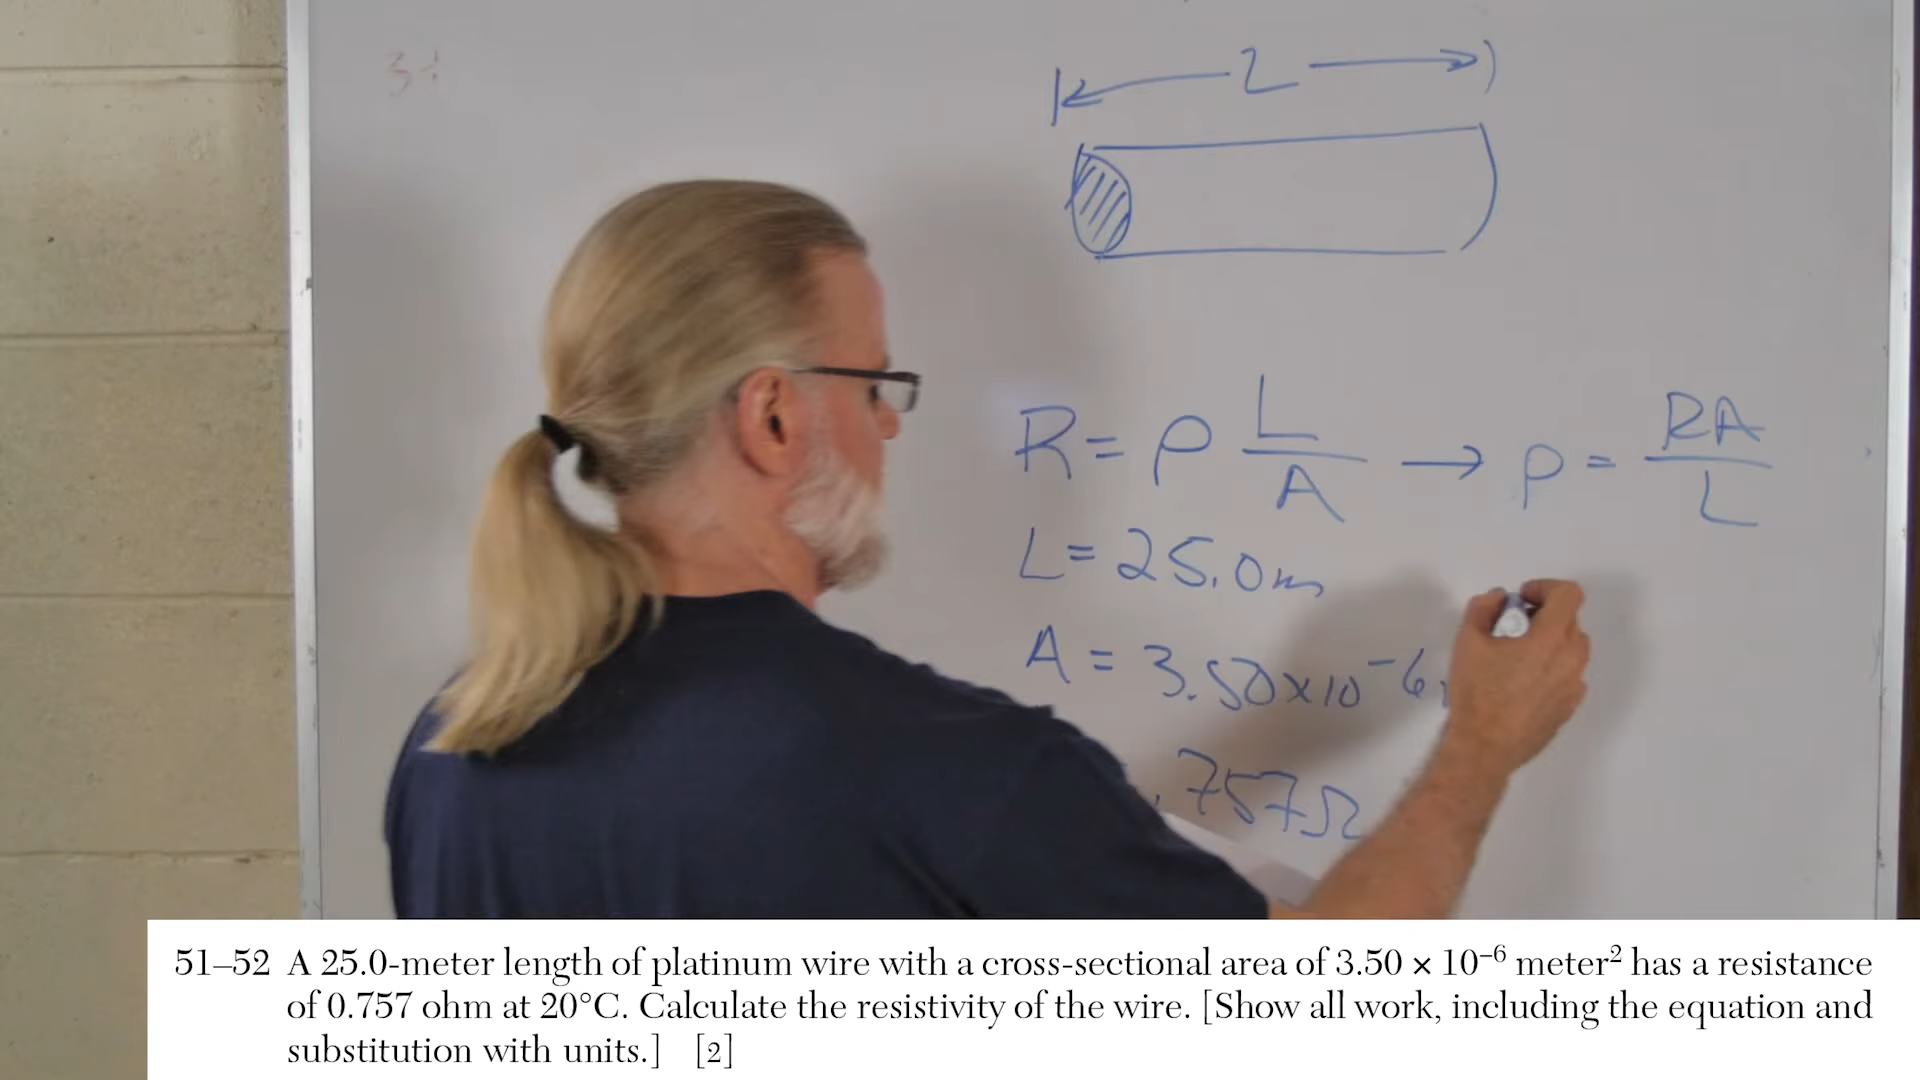 L
R = ρ L/A → ρ = RA/L
L = 25.0m
A = 3.50 x 10⁻⁶
.757Ω
51–52 A 25.0-meter length of platinum wire with a cross-sectional area of 3.50 × 10⁻⁶ meter² has a resistance
of 0.757 ohm at 20°C. Calculate the resistivity of the wire. [Show all work, including the equation and
substitution with units.] [2]